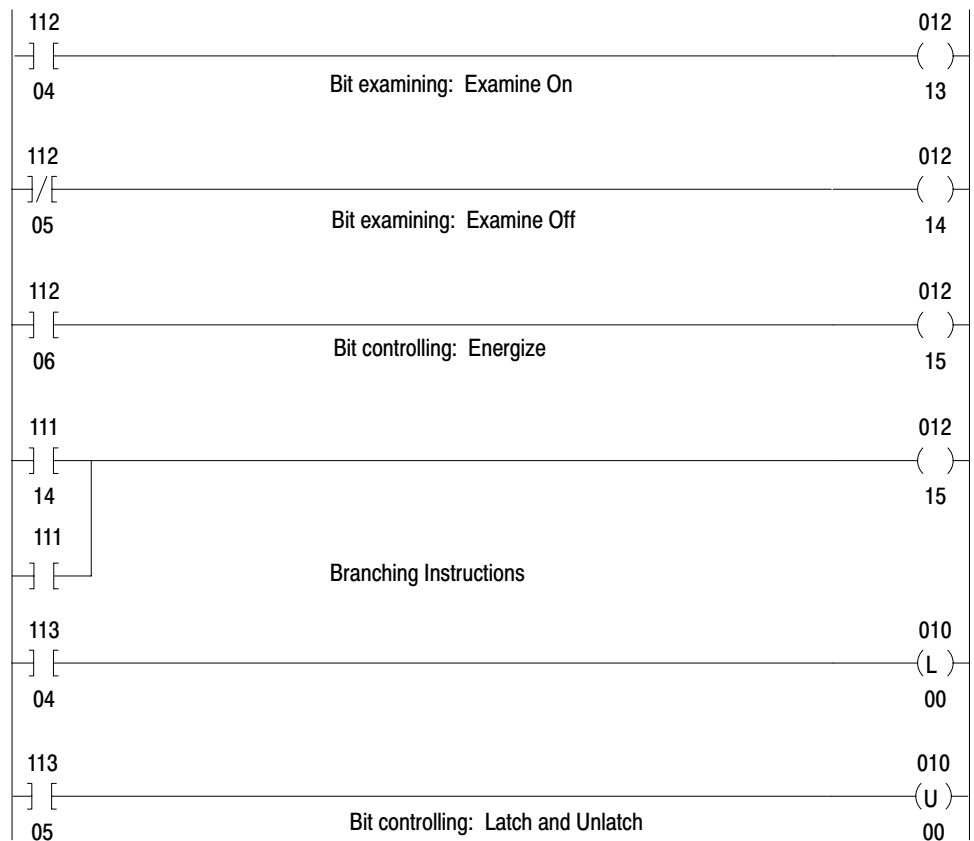 112 012
04 Bit examining: Examine On 13
112 012
05 Bit examining: Examine Off 14
112 012
06 Bit controlling: Energize 15
111 012
14 15
111
Branching Instructions
113 010
L
04 00
113 010
U
05 Bit controlling: Latch and Unlatch 00